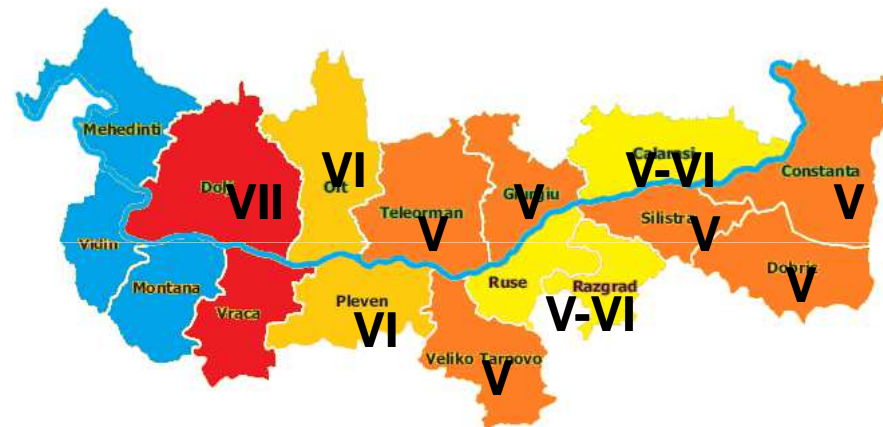 Mehedinti
Dolj
VII
Olt
VI
Teleorman
V
Giurgiu
V
Calarasi
V-VI
Constanta
V
Vidin
Montana
Vraca
Pleven
VI
Veliko Tarnovo
V
Ruse
Razgrad
V-VI
Silistra
V
Dobric
V